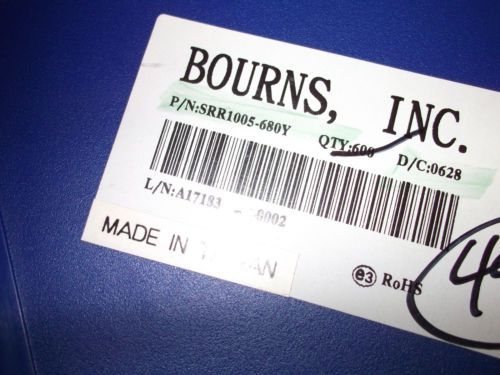 BOURNS, INC.
P/N:SRR1005-680Y QTY:600 D/C:0628
L/N:A17183
MADE IN
e3 RoHS